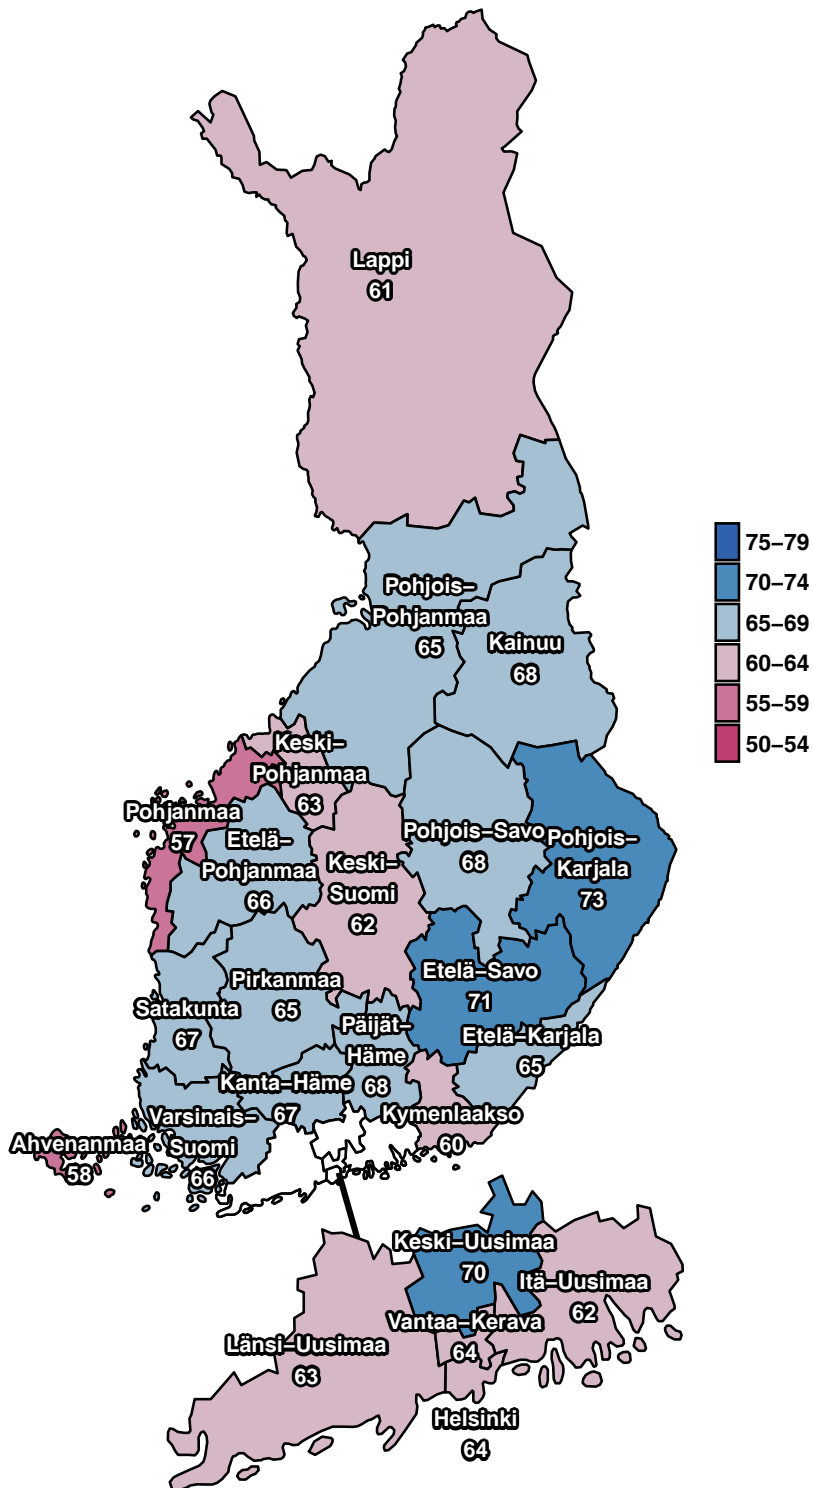 Lappi
61
75–79
70–74
65–69
60–64
55–59
50–54
Pohjois–
Pohjanmaa
65
Kainuu
68
Keski–
Pohjanmaa
63
Pohjanmaa
57
Etelä–
Pohjanmaa
66
Keski–
Suomi
62
Pohjois–Savo
68
Pohjois–
Karjala
73
Etelä–Savo
71
Pirkanmaa
65
Satakunta
67
Päijät–
Häme
68
Etelä–Karjala
65
Kanta–Häme
67
Kymenlaakso
60
Varsinais–
Suomi
66
Ahvenanmaa
58
Keski–Uusimaa
70
Itä–Uusimaa
62
Vantaa–Kerava
64
Länsi–Uusimaa
63
Helsinki
64